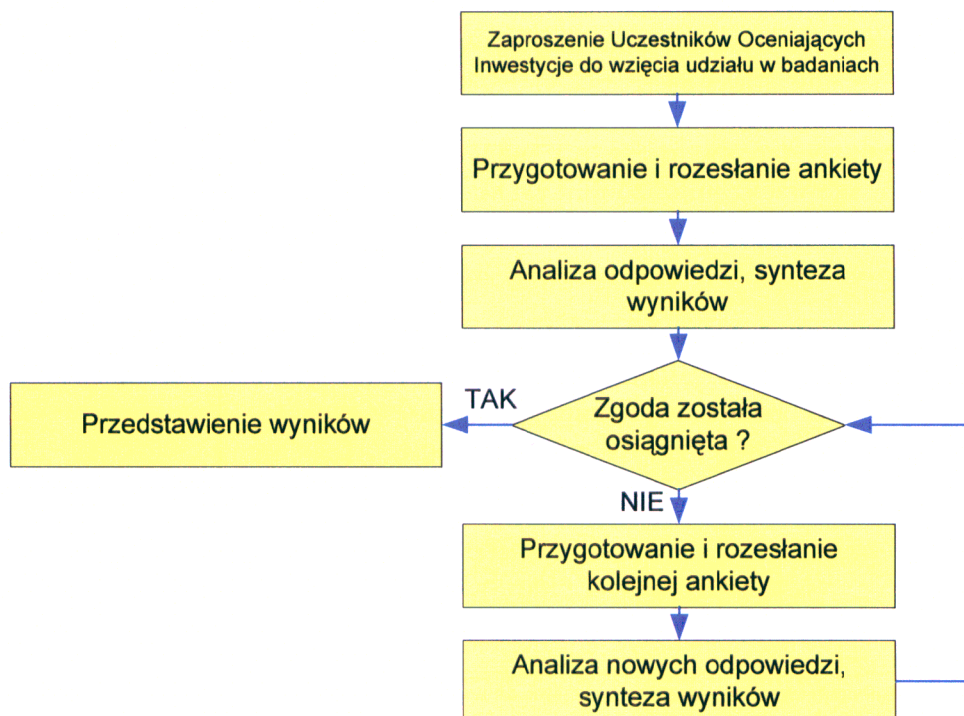 Zaproszenie Uczestników Oceniających
Inwestycje do wzięcia udziału w badaniach
Przygotowanie i rozesłanie ankiety
Analiza odpowiedzi, synteza
wyników
Zgoda została
osiągnięta ?
TAK
Przedstawienie wyników
NIE
Przygotowanie i rozesłanie
kolejnej ankiety
Analiza nowych odpowiedzi,
synteza wyników